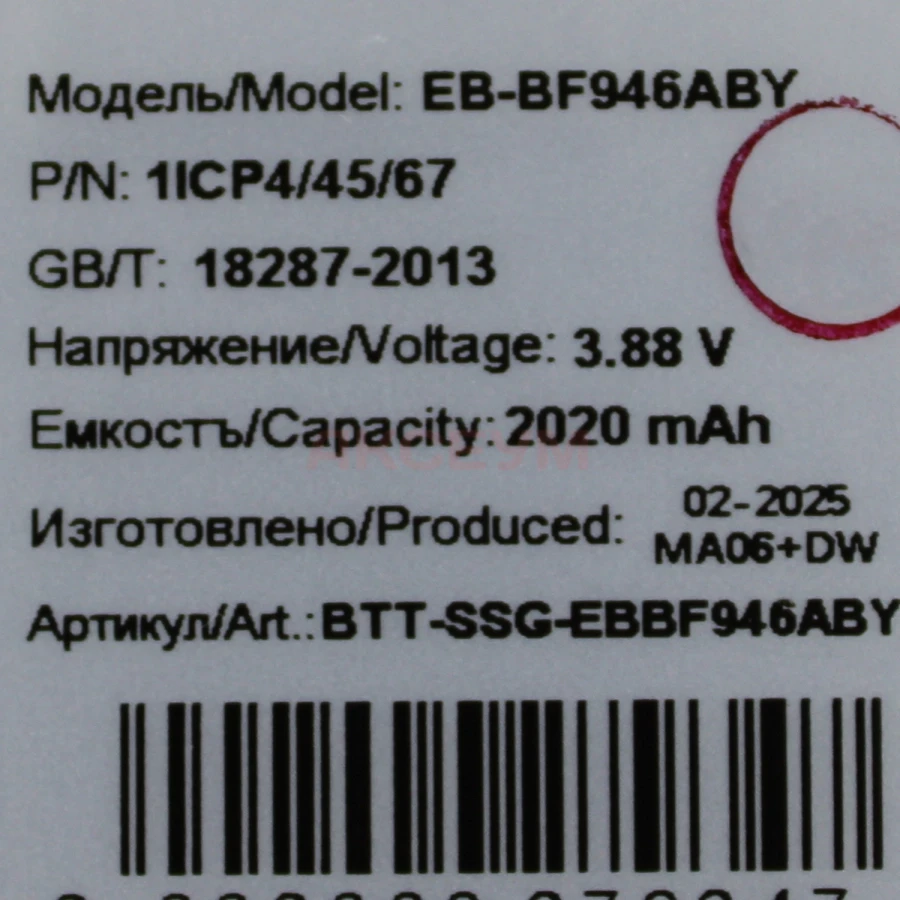 Модель/Model: EB-BF946ABY
P/N: 1ICP4/45/67
GB/T: 18287-2013
Напряжение/Voltage: 3.88 V
Емкостъ/Capacity: 2020 mAh
АКСЕУМ
Изготовлено/Produced: 02-2025
MA06+DW
Артикул/Art.: BTT-SSG-EBBF946ABY